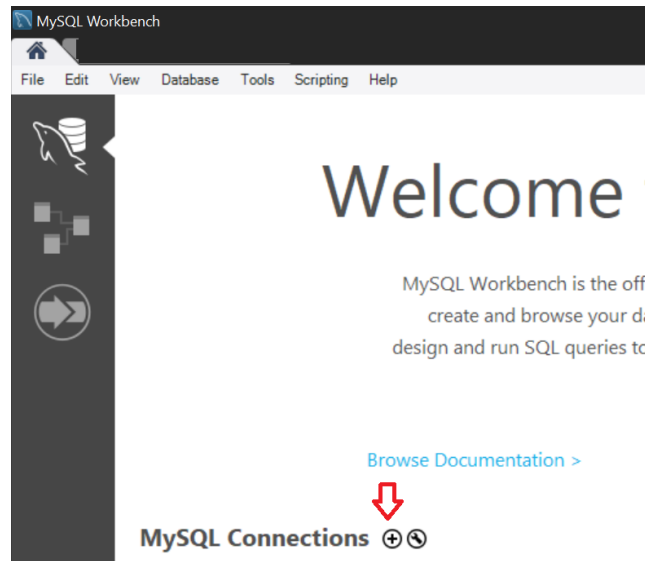 MySQL Workbench
File Edit View Database Tools Scripting Help
Welcome
MySQL Workbench is the off
create and browse your da
design and run SQL queries to
Browse Documentation >
MySQL Connections